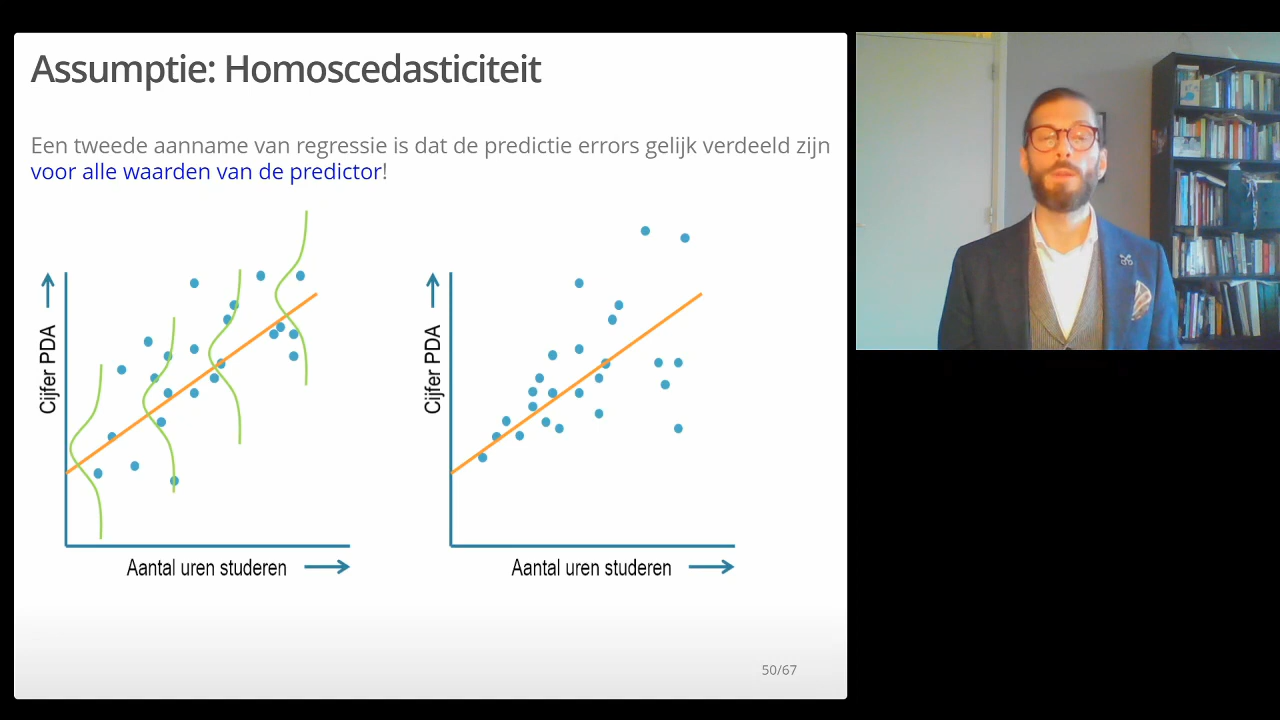 Assumptie: Homoscedasticiteit
Een tweede aanname van regressie is dat de predictie errors gelijk verdeeld zijn
voor alle waarden van de predictor!
Cijfer PDA
Aantal uren studeren
Cijfer PDA
Aantal uren studeren
50/67